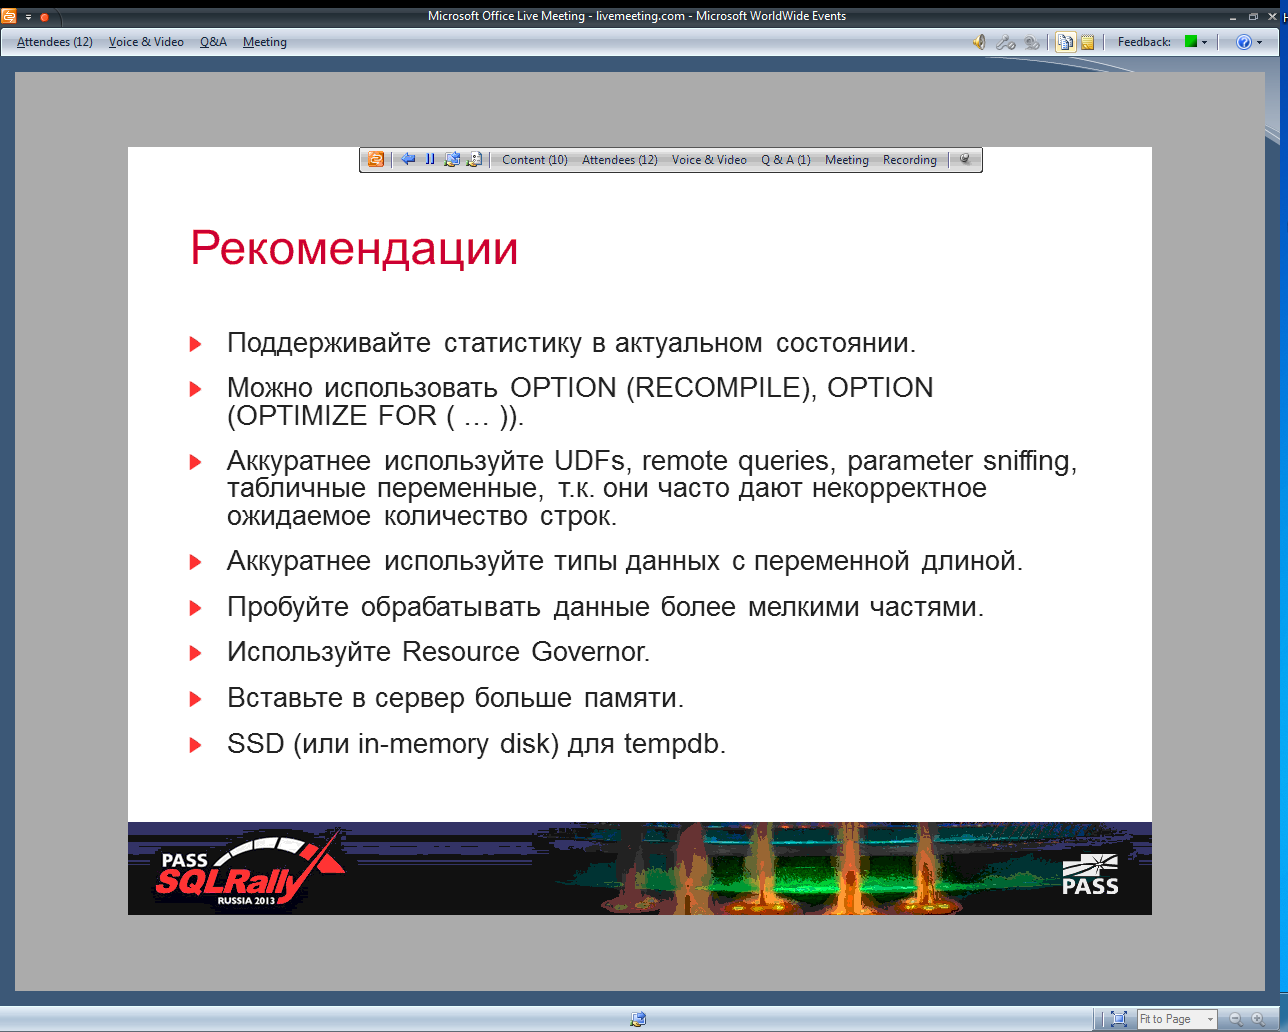 Microsoft Office Live Meeting - livemeeting.com - Microsoft WorldWide Events
Attendees (12) Voice & Video Q&A Meeting Feedback:
Content (10) Attendees (12) Voice & Video Q & A (1) Meeting Recording
Рекомендации
Поддерживайте статистику в актуальном состоянии.
Можно использовать OPTION (RECOMPILE), OPTION
(OPTIMIZE FOR ( … )).
Аккуратнее используйте UDFs, remote queries, parameter sniffing,
табличные переменные, т.к. они часто дают некорректное
ожидаемое количество строк.
Аккуратнее используйте типы данных с переменной длиной.
Пробуйте обрабатывать данные более мелкими частями.
Используйте Resource Governor.
Вставьте в сервер больше памяти.
SSD (или in-memory disk) для tempdb.
PASS
SQLRally
RUSSIA 2013
PASS
Fit to Page